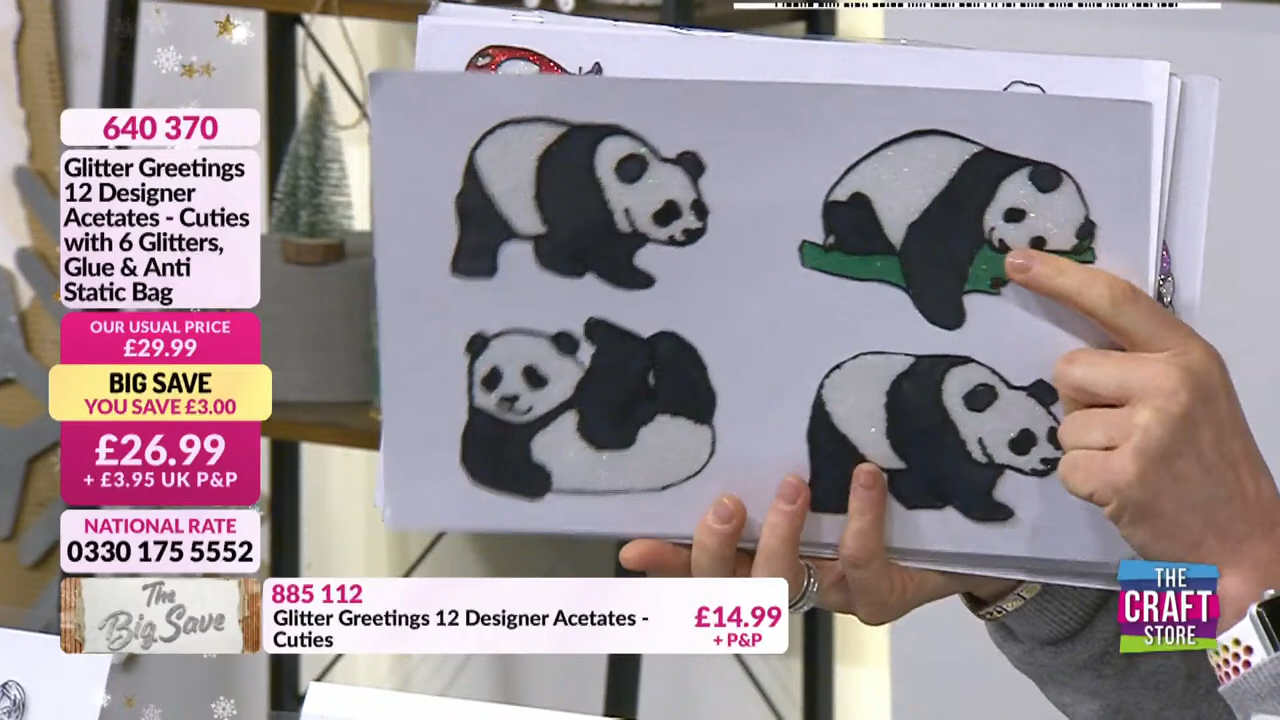 640 370
Glitter Greetings
12 Designer
Acetates - Cuties
with 6 Glitters,
Glue & Anti
Static Bag
OUR USUAL PRICE
£29.99
BIG SAVE
YOU SAVE £3.00
£26.99
+ £3.95 UK P&P
NATIONAL RATE
0330 175 5552
The
Big Save
885 112
Glitter Greetings 12 Designer Acetates -
Cuties
£14.99
+ P&P
THE
CRAFT
STORE